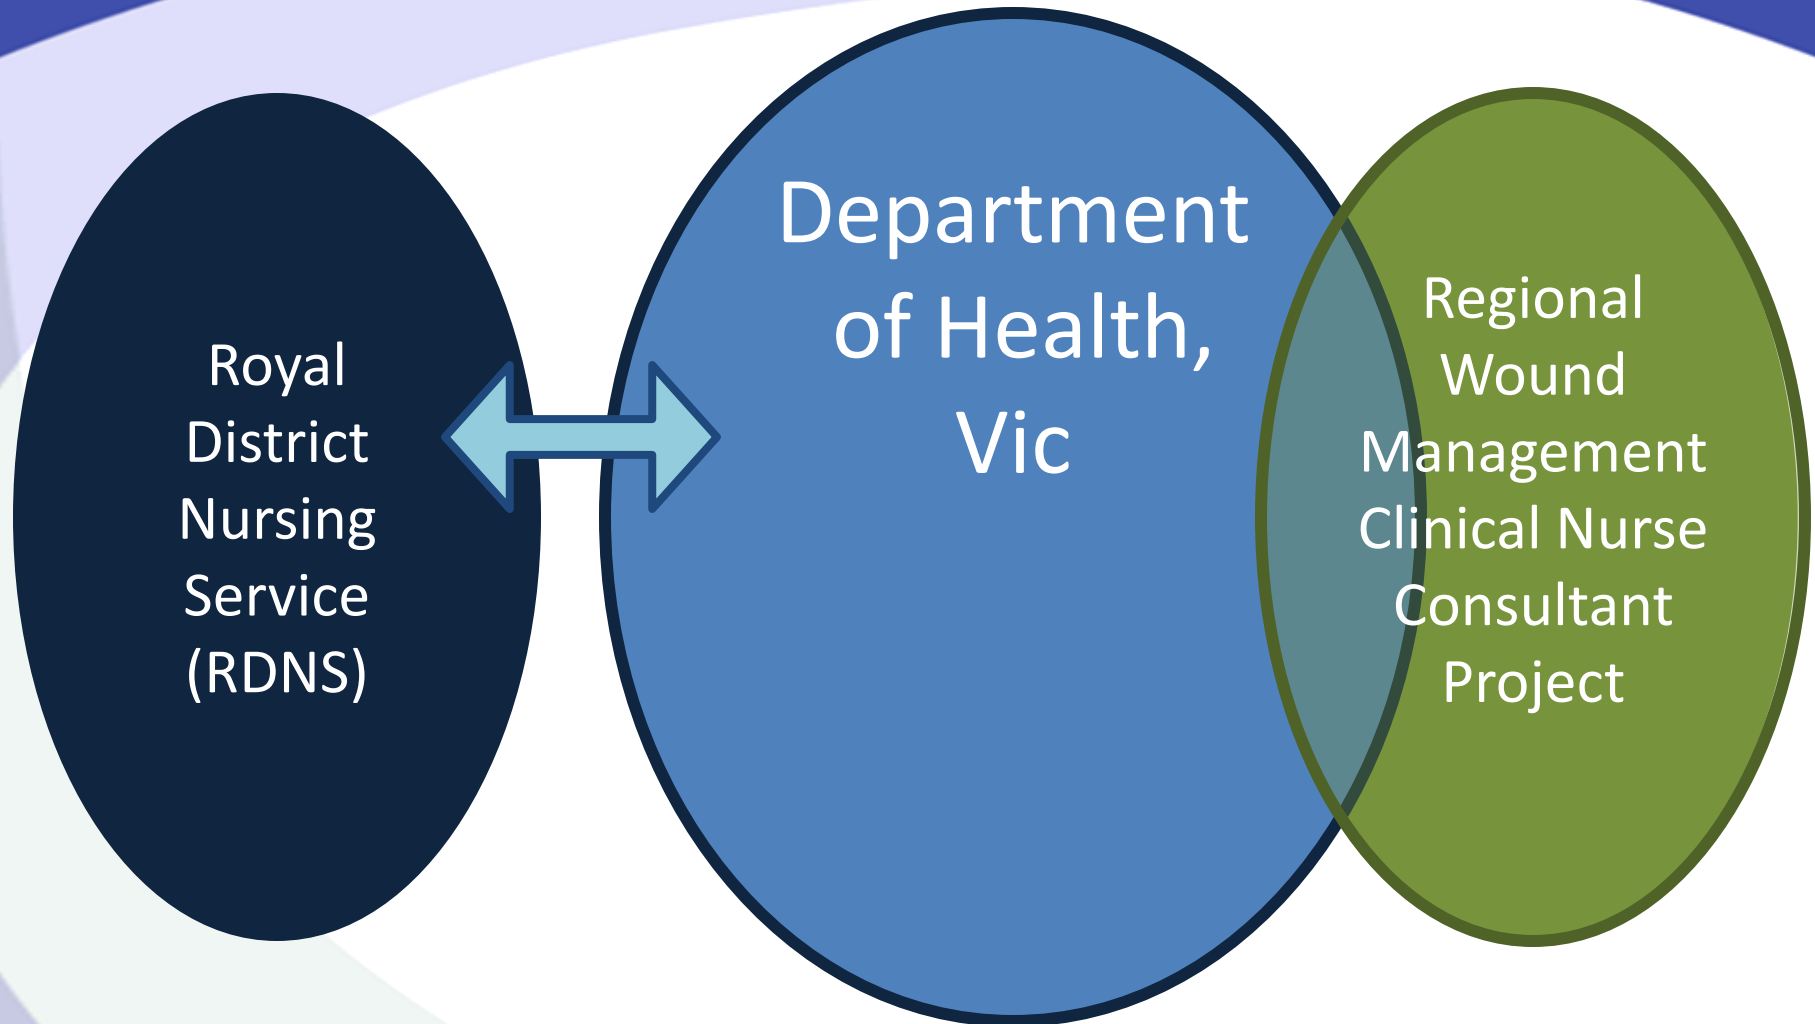 Royal
District
Nursing
Service
(RDNS)
Department
of Health,
Vic
Regional
Wound
Management
Clinical Nurse
Consultant
Project